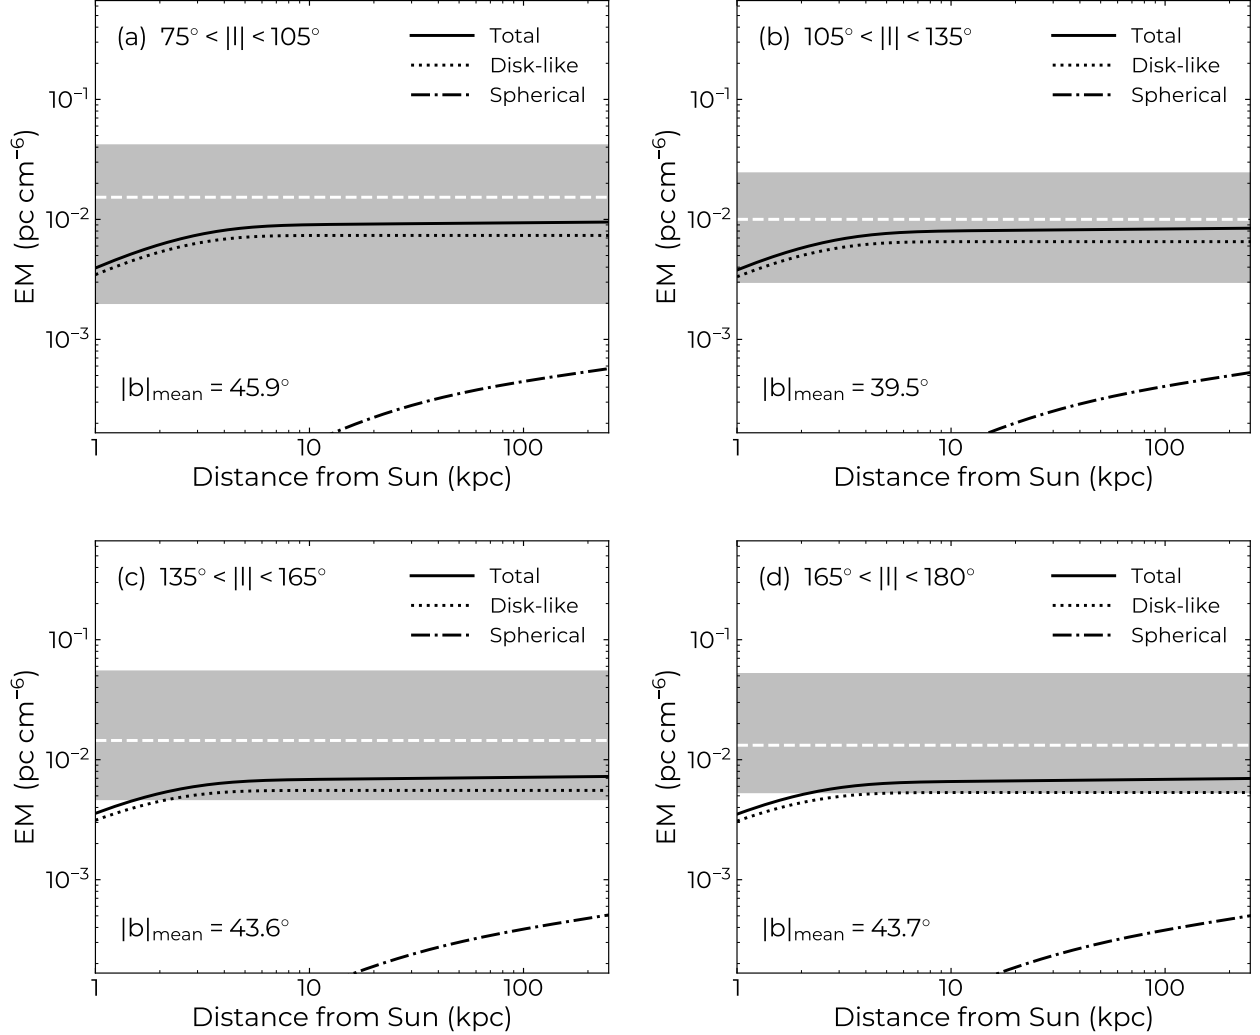 (a) 75° < |l| < 105°
Total
Disk-like
Spherical
10⁻¹
10⁻²
10⁻³
EM (pc cm⁻⁶)
|b|mean = 45.9°
1 10 100
Distance from Sun (kpc)
(b) 105° < |l| < 135°
Total
Disk-like
Spherical
10⁻¹
10⁻²
10⁻³
EM (pc cm⁻⁶)
|b|mean = 39.5°
1 10 100
Distance from Sun (kpc)
(c) 135° < |l| < 165°
Total
Disk-like
Spherical
10⁻¹
10⁻²
10⁻³
EM (pc cm⁻⁶)
|b|mean = 43.6°
1 10 100
Distance from Sun (kpc)
(d) 165° < |l| < 180°
Total
Disk-like
Spherical
10⁻¹
10⁻²
10⁻³
EM (pc cm⁻⁶)
|b|mean = 43.7°
1 10 100
Distance from Sun (kpc)